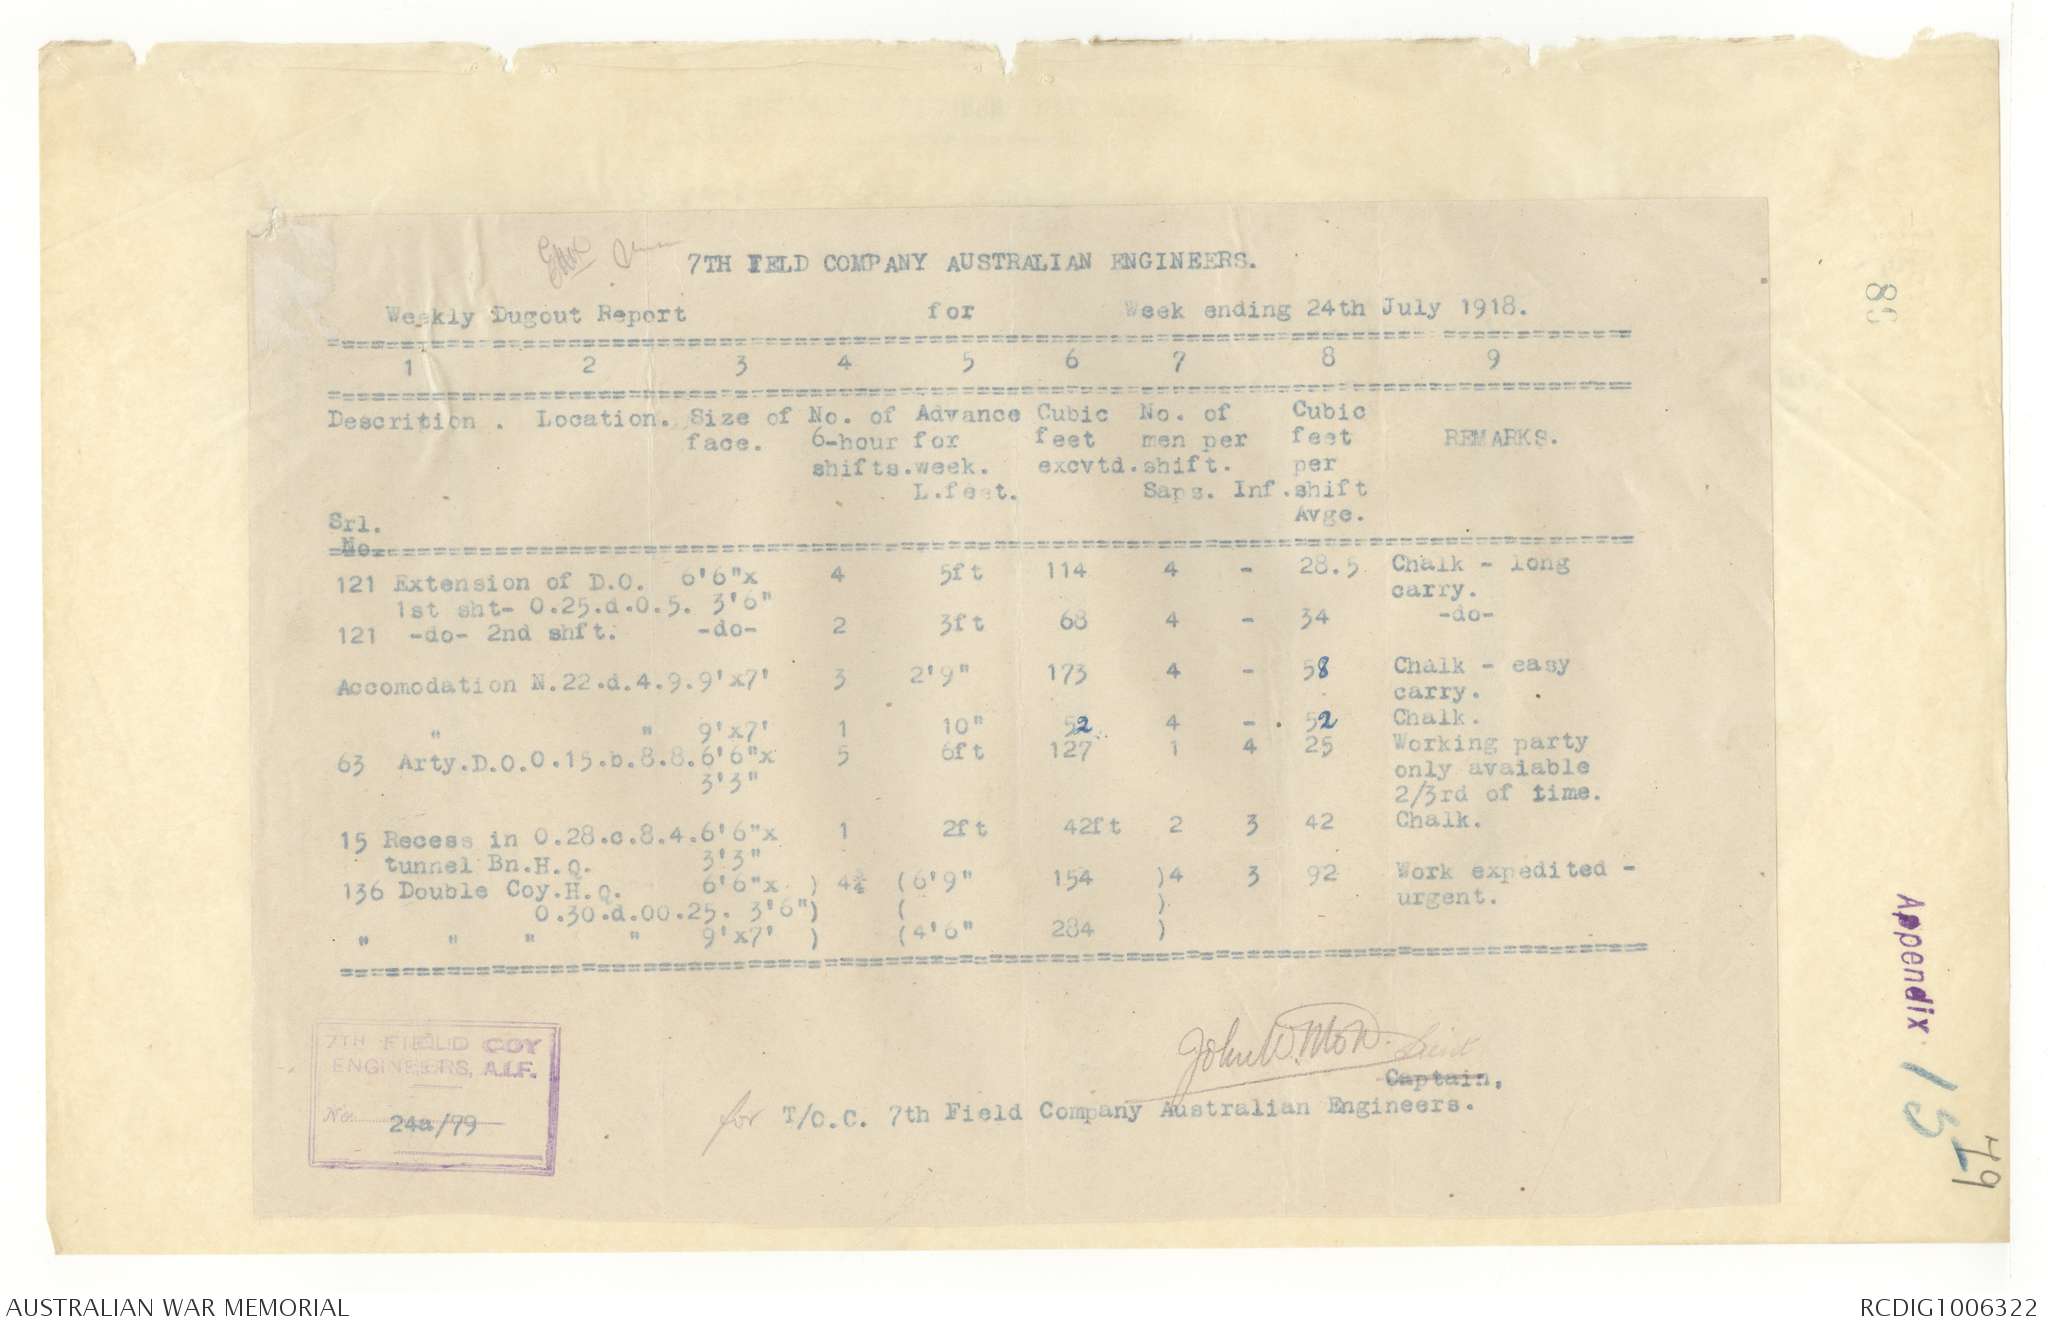 7TH FIELD COMPANY AUSTRALIAN ENGINEERS.
Weekly Dugout Report for Week ending 24th July 1918.
1 2 3 4 5 6 7 8 9
Descrition . Location. Size of No. of Advance Cubic No. of Cubic
face. 6-hour for feet men per feet REMARKS.
shifts. week. excvtd. shift. per
L.feet. Saps. Inf. shift
Srl. Avge.
No.
121 Extension of D.O. 6'6"x 4 5ft 114 4 - 28.5 Chalk - long
1st sht- O.25.d.0.5. 3'6" carry.
121 -do- 2nd shft. -do- 2 3ft 68 4 - 34 -do-
Accomodation N.22.d.4.9. 9'x7' 3 2'9" 173 4 - 58 Chalk - easy
carry.
" " 9'x7' 1 10" 52 4 - 52 Chalk.
63 Arty.D.O.O.15.b.8.8. 6'6"x 5 6ft 127 1 4 25 Working party
3'3" only avaiable
2/3rd of time.
15 Recess in O.28.c.8.4. 6'6"x 1 2ft 42ft 2 3 42 Chalk.
tunnel Bn.H.Q. 3'3"
136 Double Coy.H.Q. 6'6"x ) 4¾ (6'9" 154 )4 3 92 Work expedited -
O.30.d.00.25. 3'6") ( ) urgent.
" " " " 9'x7' ) (4'6" 284 )
John W. Mott. Lieut
Captain,
for T/O.C. 7th Field Company Australian Engineers.
7TH FIELD COY
ENGINEERS, A.I.F.
No. 24a/79
Appendix 15
79
AUSTRALIAN WAR MEMORIAL
RCDIG1006322